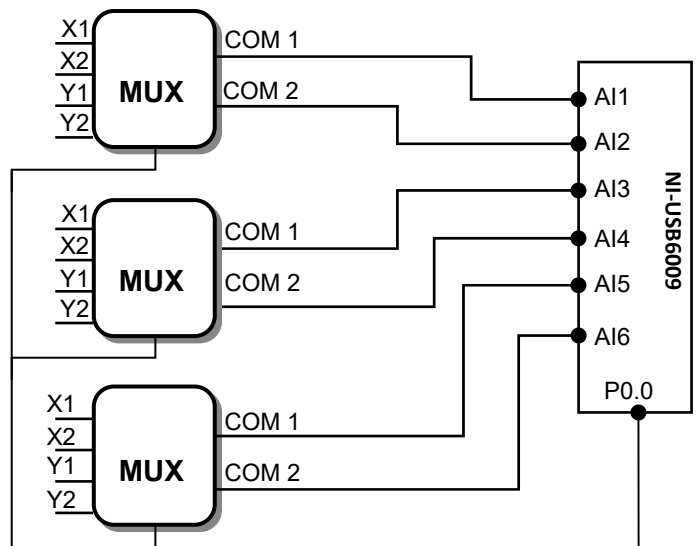 X1
X2
Y1
Y2
MUX
COM 1
COM 2
X1
X2
Y1
Y2
MUX
COM 1
COM 2
X1
X2
Y1
Y2
MUX
COM 1
COM 2
AI1
AI2
AI3
AI4
AI5
AI6
P0.0
NI-USB6009